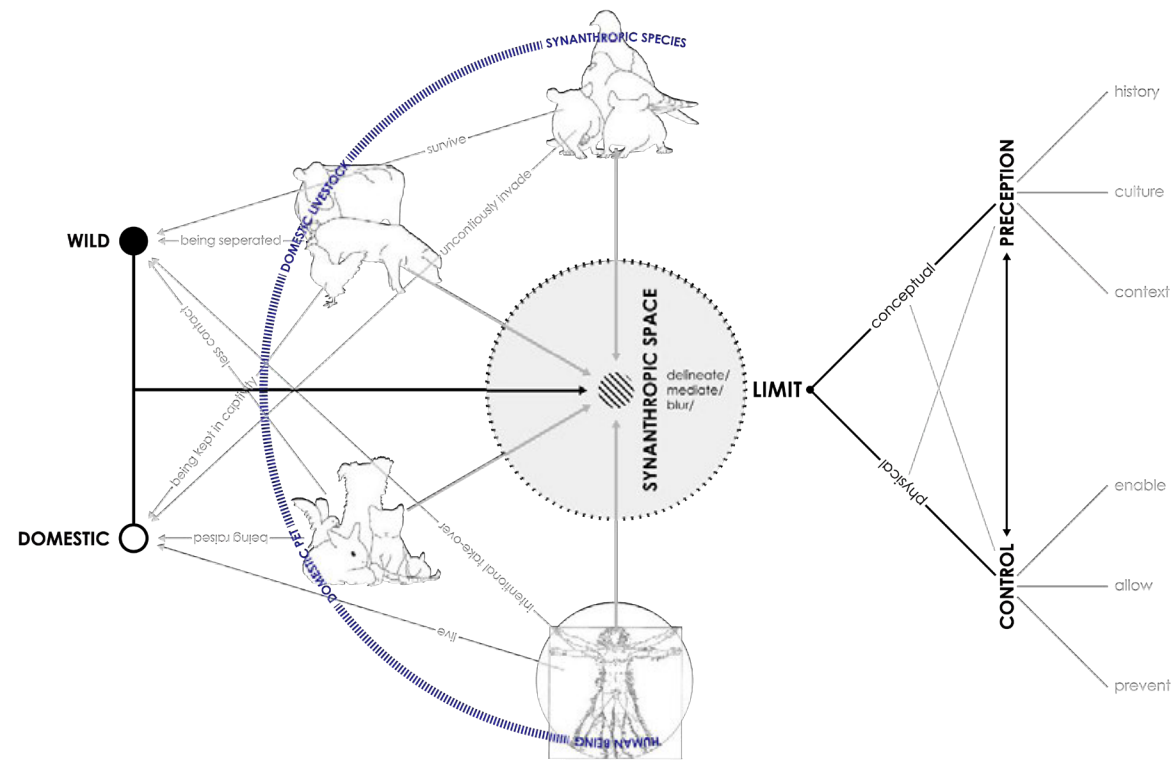 SYNANTHROPIC SPECIES
history
survive
PRECEPTION
DOMESTIC LIVESTOCK
culture
uncontiously invade
WILD
being seperated
conceptual
context
less contact
SYNANTHROPIC SPACE
delineate/
mediate/
blur/
LIMIT
being kept in captivity
physical
enable
DOMESTIC
being raised
DOMESTIC PET
intentional take-over
CONTROL
allow
live
prevent
HUMAN BEING